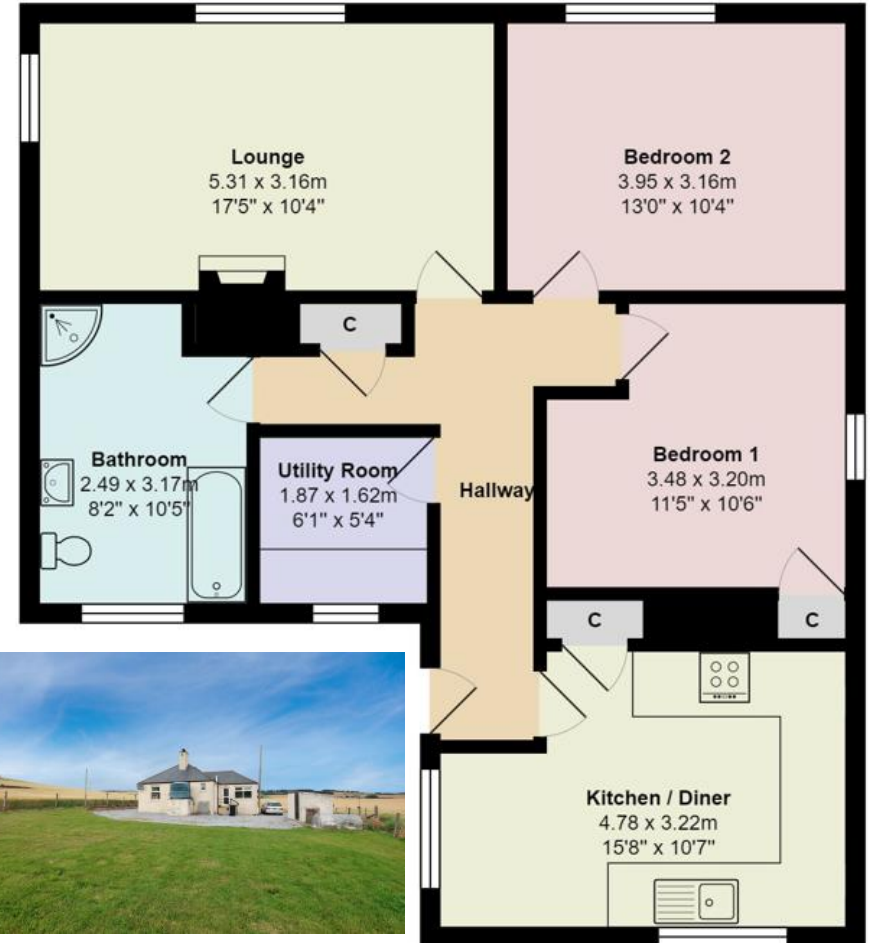 Lounge
5.31 x 3.16m
17'5" x 10'4"
Bedroom 2
3.95 x 3.16m
13'0" x 10'4"
C
Bathroom
2.49 x 3.17m
8'2" x 10'5"
Utility Room
1.87 x 1.62m
6'1" x 5'4"
Hallway
Bedroom 1
3.48 x 3.20m
11'5" x 10'6"
C
C
Kitchen / Diner
4.78 x 3.22m
15'8" x 10'7"